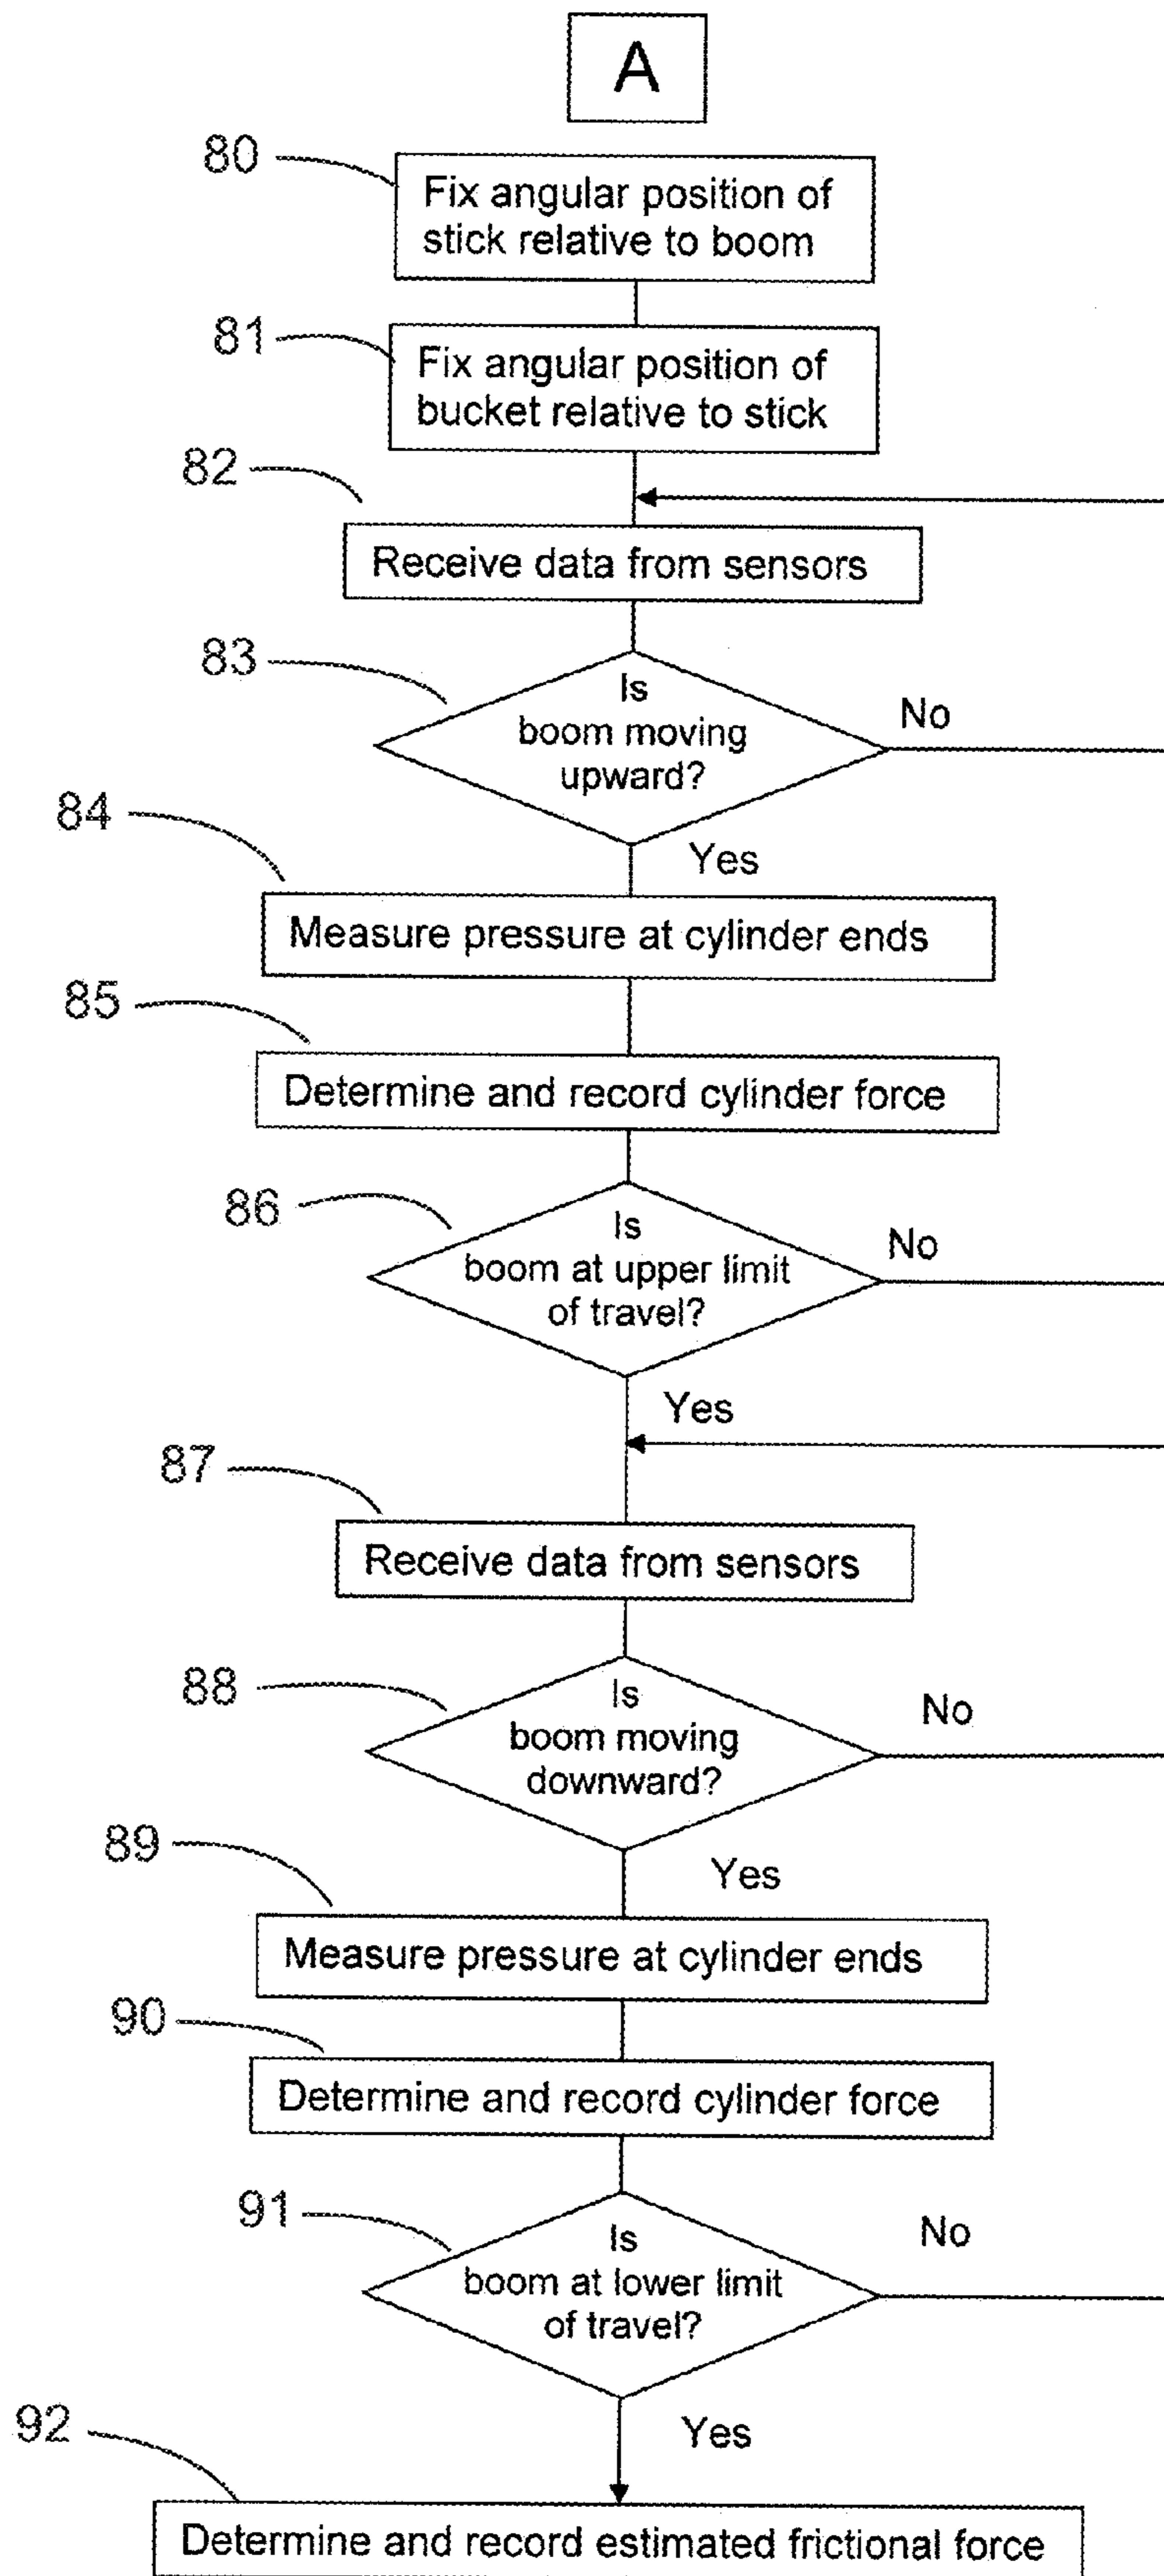 A
80
Fix angular position of
stick relative to boom
81
Fix angular position of
bucket relative to stick
82
Receive data from sensors
83
Is
boom moving
upward?
No
Yes
84
Measure pressure at cylinder ends
85
Determine and record cylinder force
86
Is
boom at upper limit
of travel?
No
Yes
87
Receive data from sensors
88
Is
boom moving
downward?
No
Yes
89
Measure pressure at cylinder ends
90
Determine and record cylinder force
91
Is
boom at lower limit
of travel?
No
Yes
92
Determine and record estimated frictional force